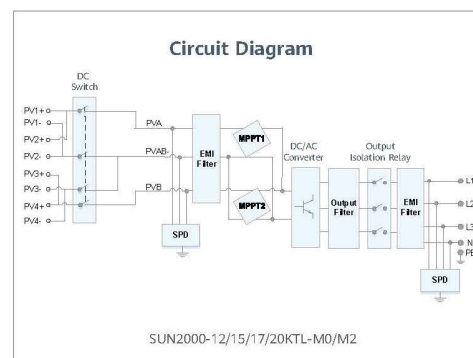 Circuit Diagram
DC
Switch
PV1+
PV1-
PV2+
PV2-
PV3+
PV3-
PV4+
PV4-
PVA
PVAB-
PVB
SPD
EMI
Filter
MPPT1
MPPT2
DC/AC
Converter
Output
Filter
Output
Isolation Relay
EMI
Filter
L1
L2
L3
N
PE
SPD
SUN2000-12/15/17/20KTL-M0/M2